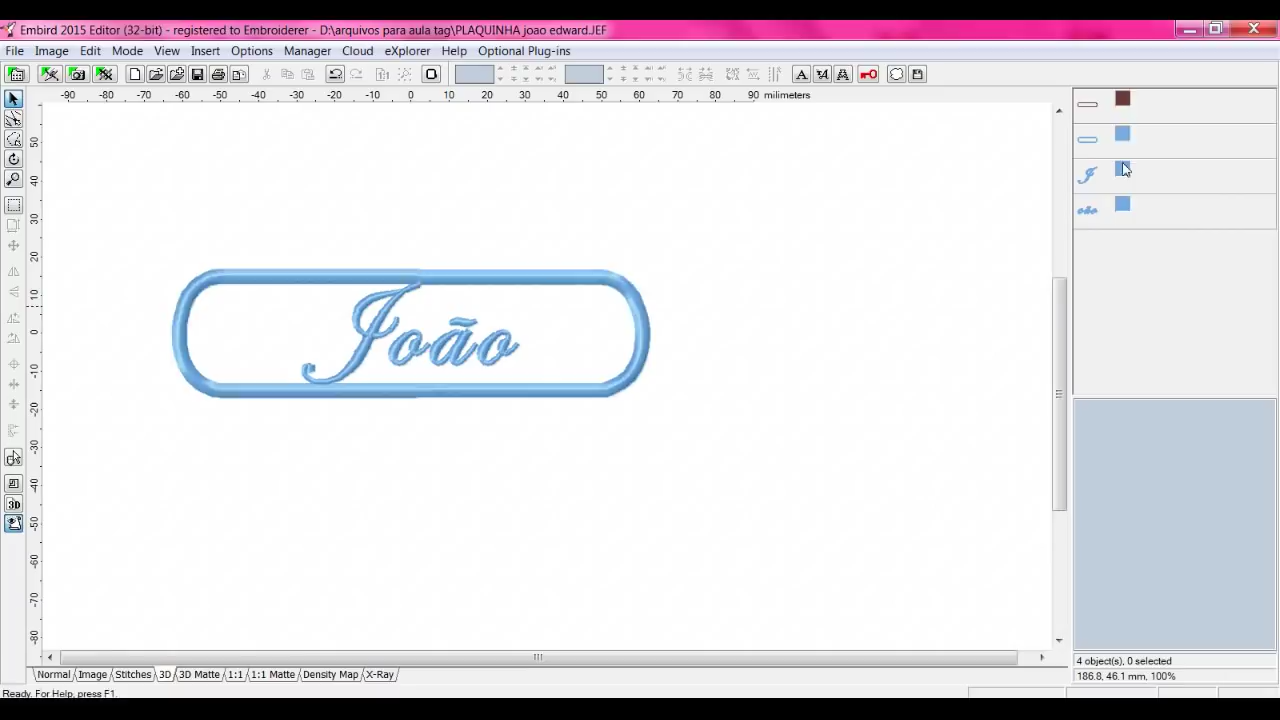 Embird 2015 Editor (32-bit) - registered to Embroiderer - D:\arquivos para aula tag\PLAQUINHA joao edward.JEF
File Image Edit Mode View Insert Options Manager Cloud eXplorer Help Optional Plug-ins
-90 -80 -70 -60 -50 -40 -30 -20 -10 0 10 20 30 40 50 60 70 80 90 milimeters
50
40
30
20
10
0
-10
-20
-30
-40
-50
-60
-70
-80
João
J
oão
3D
Normal Image Stitches 3D 3D Matte 1:1 1:1 Matte Density Map X-Ray
4 object(s), 0 selected
186.8, 46.1 mm, 100%
Ready. For Help, press F1.